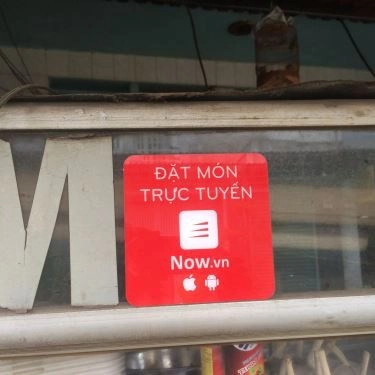 M
ĐẶT MÓN
TRỰC TUYẾN
Now.vn